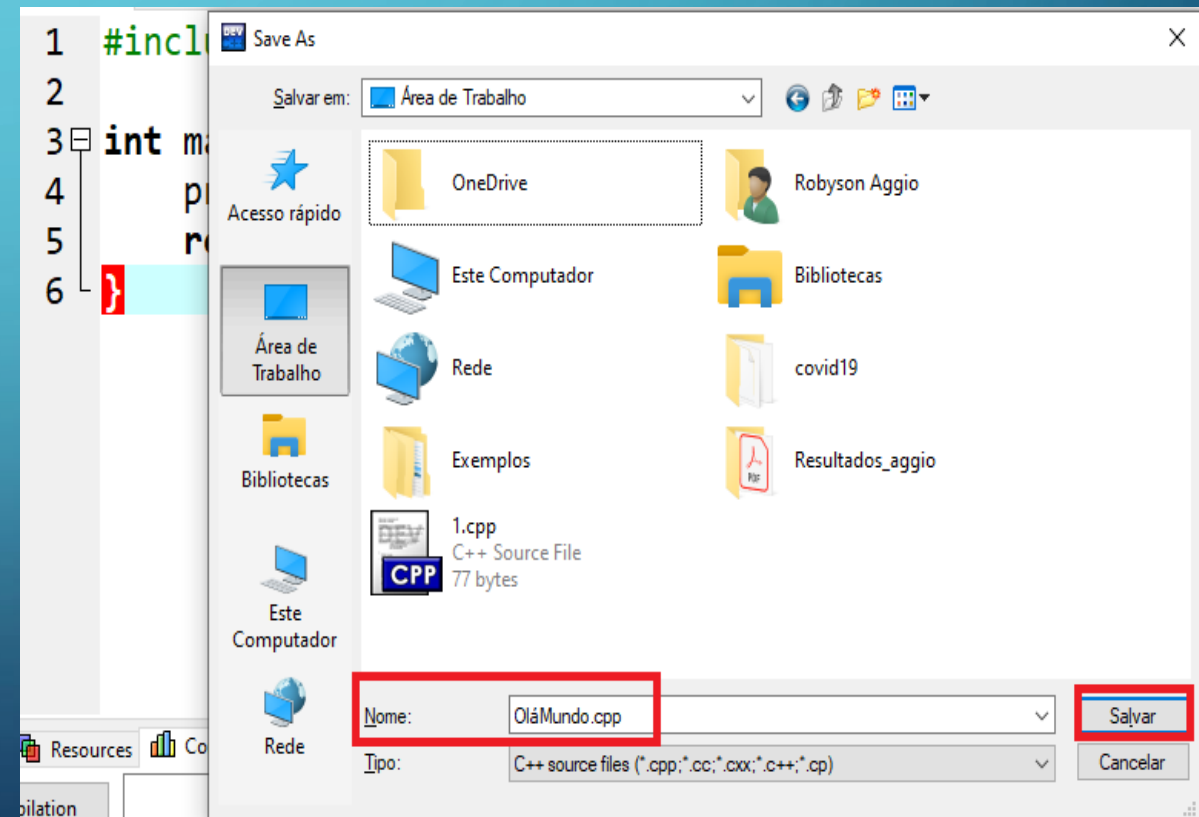 1 #inclu
2
3 int ma
4 pr
5 re
6 }
Save As
Salvar em: Área de Trabalho
Acesso rápido
Área de
Trabalho
Bibliotecas
Este
Computador
Rede
OneDrive
Robyson Aggio
Este Computador
Bibliotecas
Rede
covid19
Exemplos
Resultados_aggio
PDF
DEV
CPP
1.cpp
C++ Source File
77 bytes
Nome: OláMundo.cpp
Salvar
Tipo: C++ source files (*.cpp;*.cc;*.cxx;*.c++;*.cp)
Cancelar
Resources Co
pilation